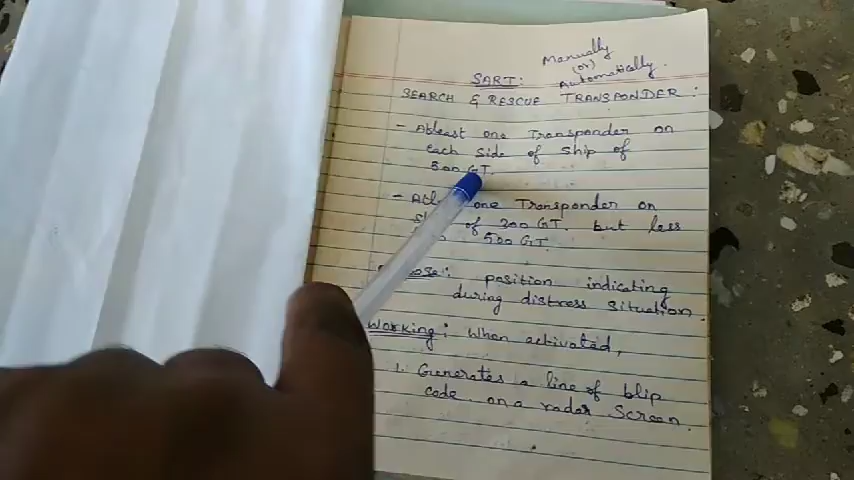 Manually
(or)
Automatically.
SART:
SEARCH & RESCUE TRANSPONDER:
- Atleast one Transponder on
each side of ship of
500 GT.
- one Transponder on
of 300 GT. but less
500 GT.
position indicating
during distress situation.
Working: When activated,
1. Generates a line of blip
code on a radar Screen.